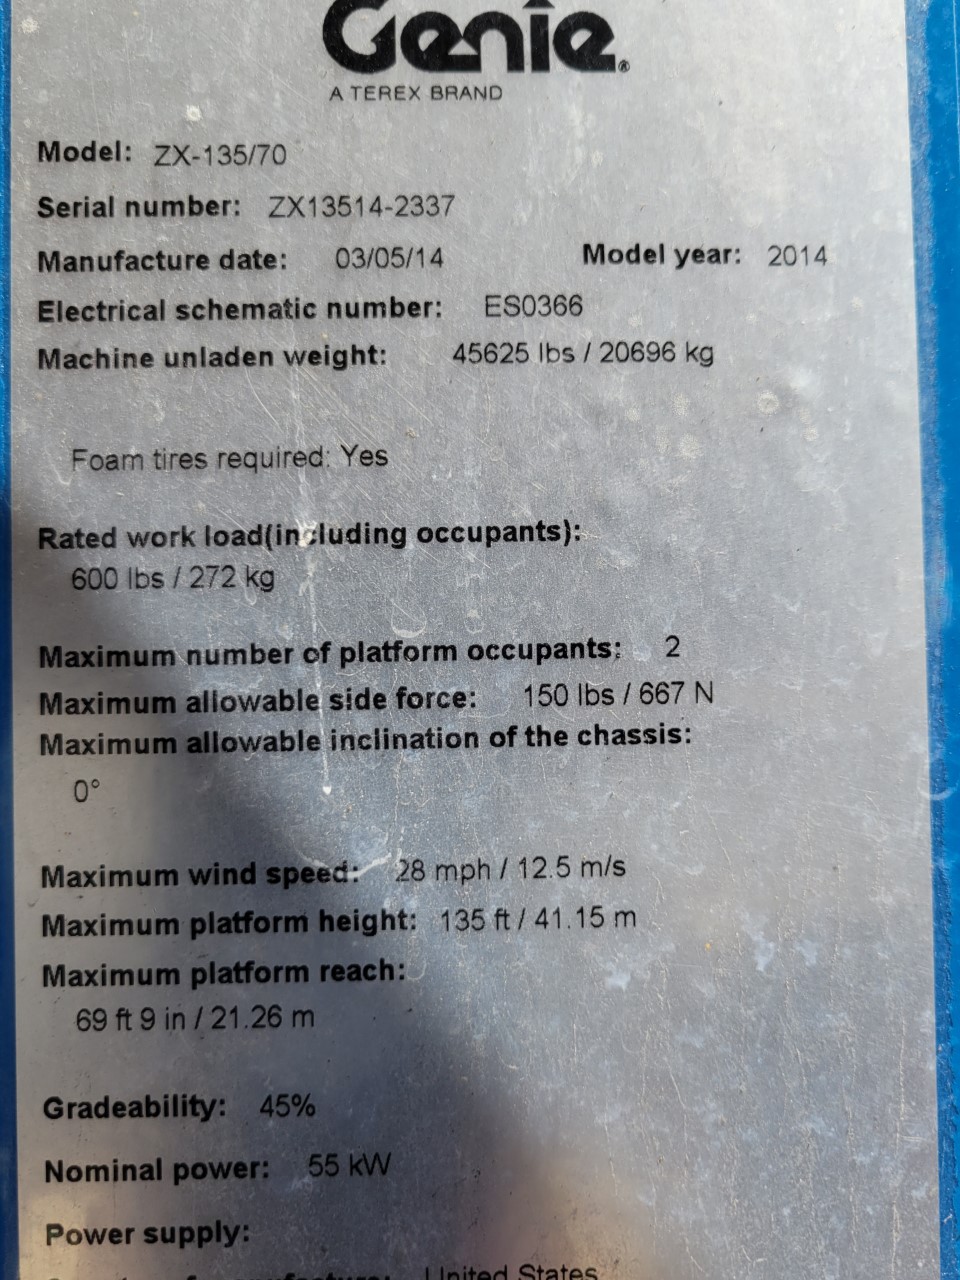 Genie®
A TEREX BRAND
Model: ZX-135/70
Serial number: ZX13514-2337
Manufacture date: 03/05/14 Model year: 2014
Electrical schematic number: ES0366
Machine unladen weight: 45625 lbs / 20696 kg
Foam tires required: Yes
Rated work load(including occupants):
600 lbs / 272 kg
Maximum number of platform occupants: 2
Maximum allowable side force: 150 lbs / 667 N
Maximum allowable inclination of the chassis:
0°
Maximum wind speed: 28 mph / 12.5 m/s
Maximum platform height: 135 ft / 41.15 m
Maximum platform reach:
69 ft 9 in / 21.26 m
Gradeability: 45%
Nominal power: 55 kW
Power supply:
United States